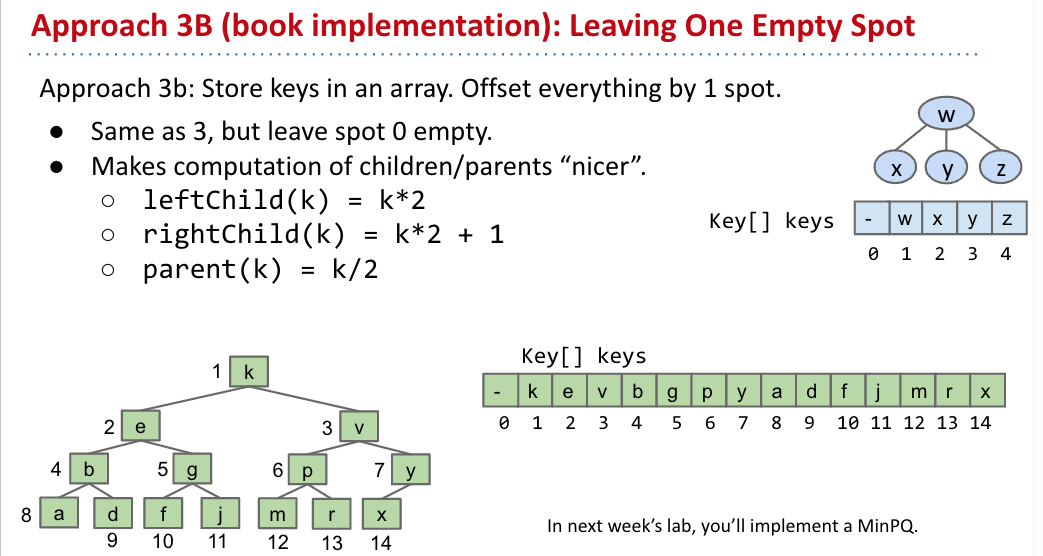 Approach 3B (book implementation): Leaving One Empty Spot
Approach 3b: Store keys in an array. Offset everything by 1 spot.
● Same as 3, but leave spot 0 empty.
● Makes computation of children/parents “nicer”.
○ leftChild(k) = k*2
○ rightChild(k) = k*2 + 1
○ parent(k) = k/2
w
x y z
Key[] keys - w x y z
0 1 2 3 4
1 k
2 e 3 v
4 b 5 g 6 p 7 y
8 a d f j m r x
9 10 11 12 13 14
Key[] keys
- k e v b g p y a d f j m r x
0 1 2 3 4 5 6 7 8 9 10 11 12 13 14
In next week’s lab, you’ll implement a MinPQ.